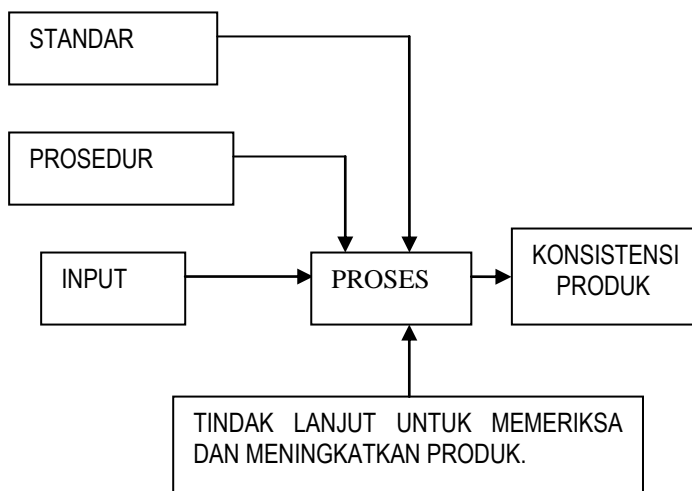 STANDAR
PROSEDUR
INPUT
PROSES
KONSISTENSI
PRODUK
TINDAK LANJUT UNTUK MEMERIKSA
DAN MENINGKATKAN PRODUK.